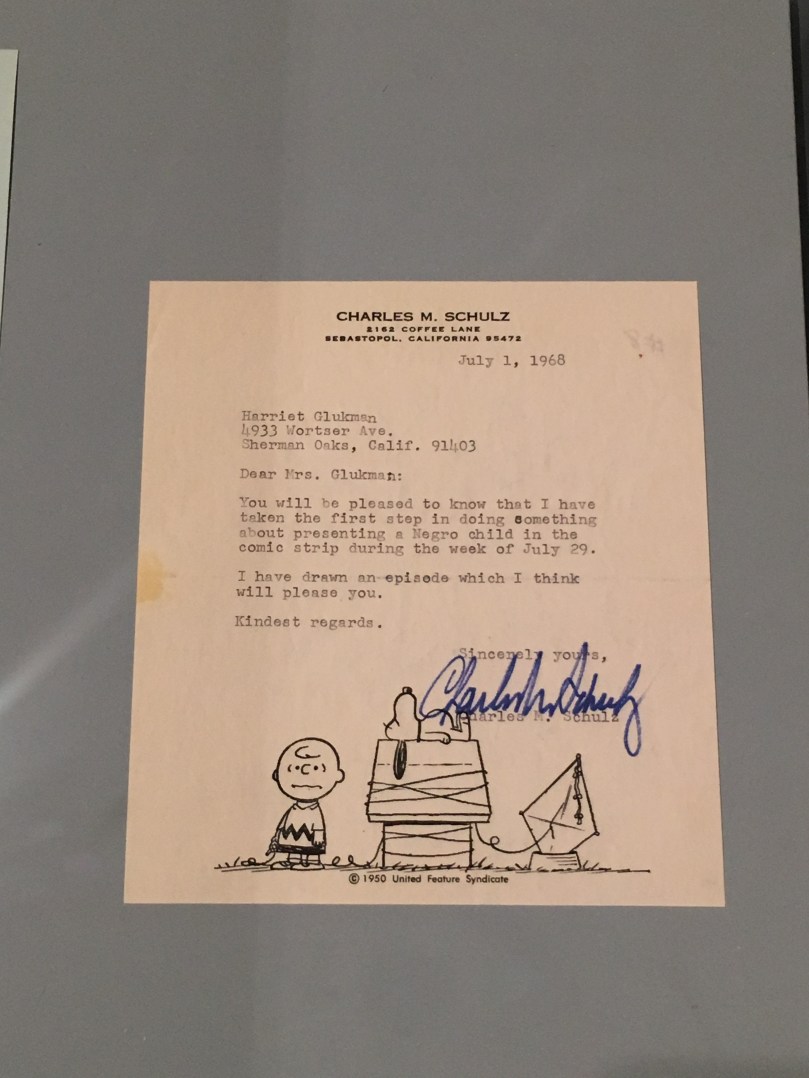 CHARLES M. SCHULZ
2162 COFFEE LANE
SEBASTOPOL, CALIFORNIA 95472
July 1, 1968
Harriet Glukman
4933 Wortser Ave.
Sherman Oaks, Calif. 91403
Dear Mrs. Glukman:
You will be pleased to know that I have
taken the first step in doing something
about presenting a Negro child in the
comic strip during the week of July 29.
I have drawn an episode which I think
will please you.
Kindest regards.
Sincerely yours,
Charles M. Schulz
Charles M. Schulz
© 1950 United Feature Syndicate